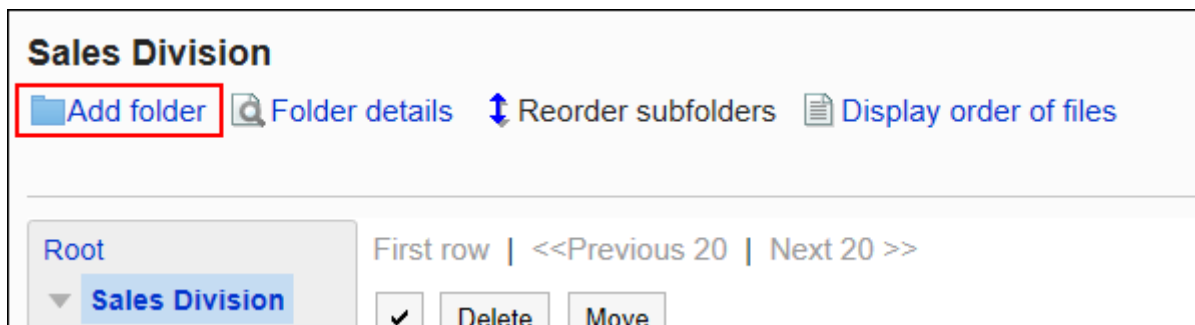 Sales Division
Add folder Folder details Reorder subfolders Display order of files
Root
Sales Division
First row | <<Previous 20 | Next 20 >>
Delete Move